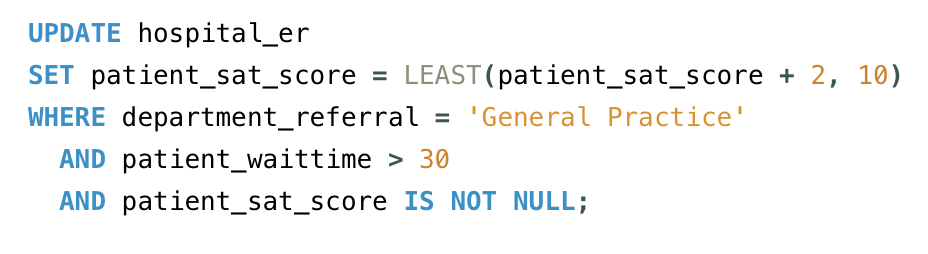 UPDATE hospital_er
SET patient_sat_score = LEAST(patient_sat_score + 2, 10)
WHERE department_referral = 'General Practice'
  AND patient_waittime > 30
  AND patient_sat_score IS NOT NULL;